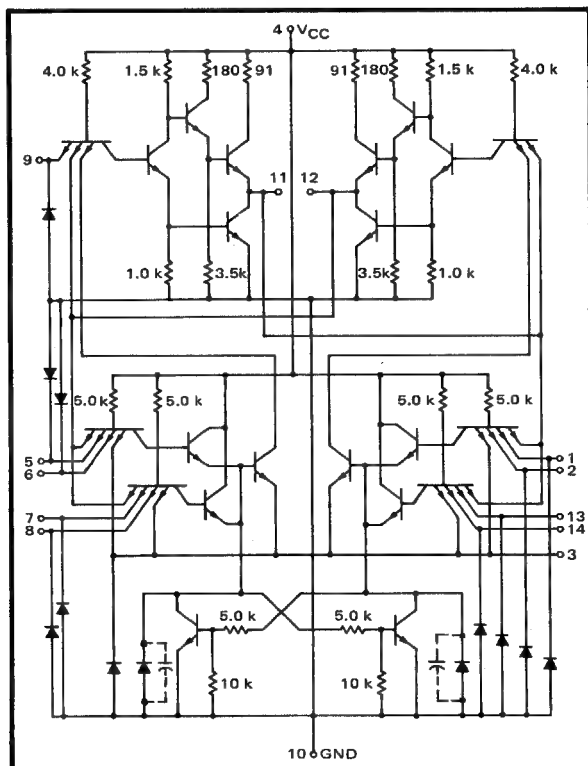 4 VCC
4.0 k 1.5 k 180 91 91 180 1.5 k 4.0 k
9
11 12
1.0 k 3.5k 3.5k 1.0 k
5.0 k 5.0 k 5.0 k 5.0 k
5 1
6 2
7 13
8 14
3
5.0 k 5.0 k
10 k 10 k
10 GND